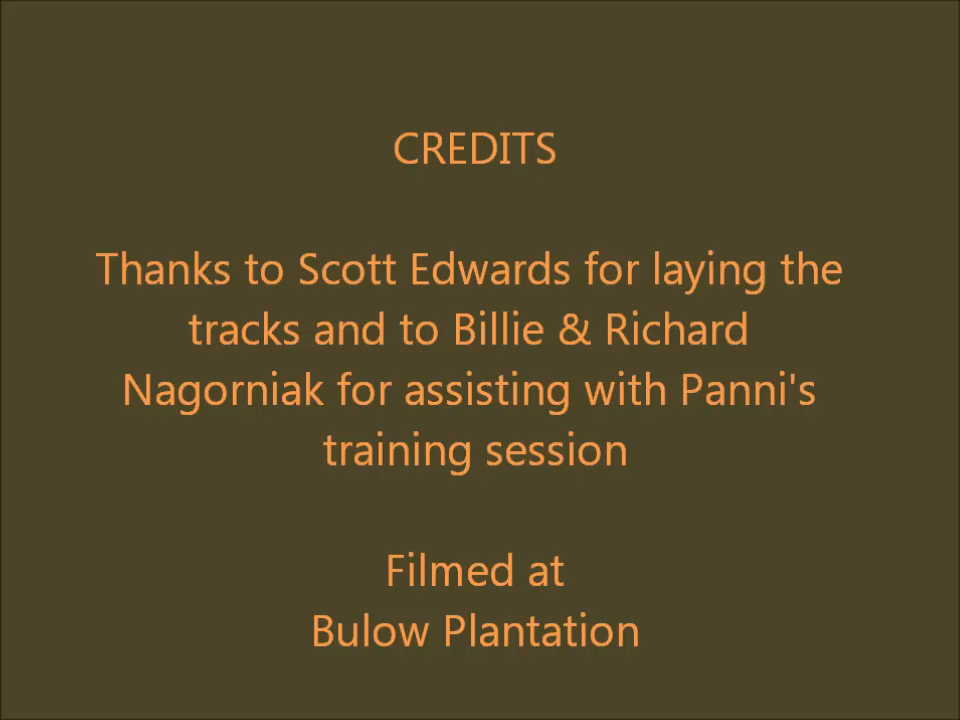 CREDITS
Thanks to Scott Edwards for laying the
tracks and to Billie & Richard
Nagorniak for assisting with Panni's
training session
Filmed at
Bulow Plantation